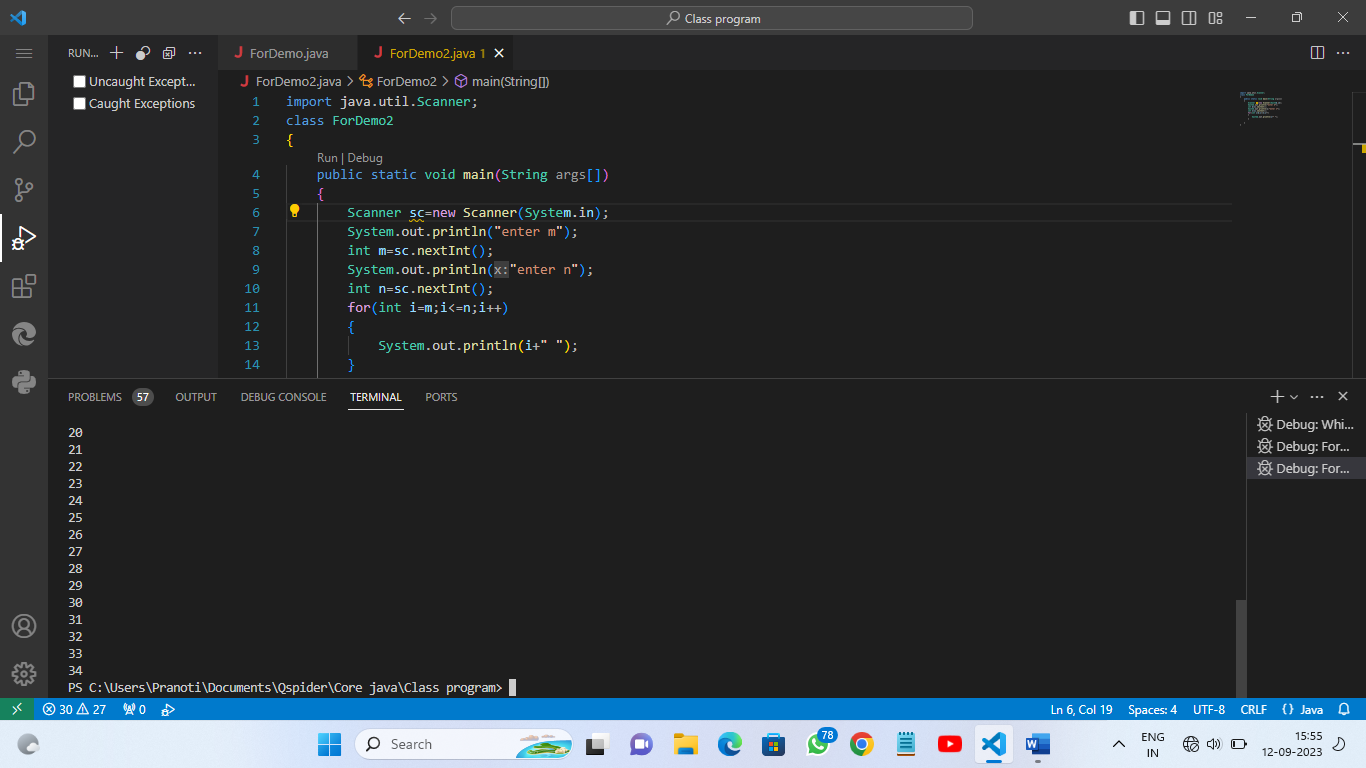 Class program
RUN...
ForDemo.java
ForDemo2.java 1
Uncaught Except...
Caught Exceptions
ForDemo2.java > ForDemo2 > main(String[])
1 import java.util.Scanner;
2 class ForDemo2
3 {
Run | Debug
4 public static void main(String args[])
5 {
6 Scanner sc=new Scanner(System.in);
7 System.out.println("enter m");
8 int m=sc.nextInt();
9 System.out.println(x:"enter n");
10 int n=sc.nextInt();
11 for(int i=m;i<=n;i++)
12 {
13 System.out.println(i+" ");
14 }
PROBLEMS 57 OUTPUT DEBUG CONSOLE TERMINAL PORTS
20
21
22
23
24
25
26
27
28
29
30
31
32
33
34
PS C:\Users\Pranoti\Documents\Qspider\Core java\Class program>
Debug: Whi...
Debug: For...
Debug: For...
30 27 0
Ln 6, Col 19 Spaces: 4 UTF-8 CRLF {} Java
Search
78
ENG
IN
15:55
12-09-2023